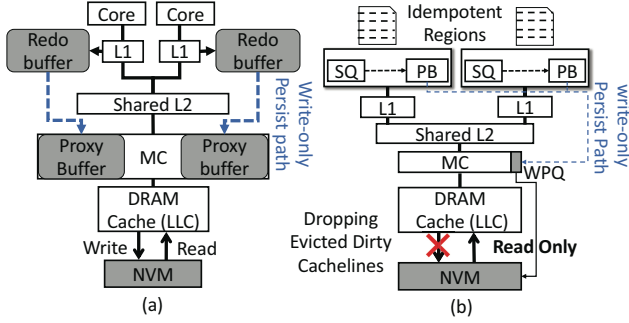 Core
Core
Redo
buffer
L1
L1
Redo
buffer
Write-only
Persist path
Shared L2
Proxy
Buffer
MC
Proxy
buffer
DRAM
Cache (LLC)
Write
Read
NVM
(a)
Idempotent
Regions
SQ
PB
SQ
PB
L1
L1
write-only
Persist Path
Shared L2
MC
WPQ
DRAM
Cache (LLC)
Dropping
Evicted Dirty
Cachelines
Read Only
NVM
(b)